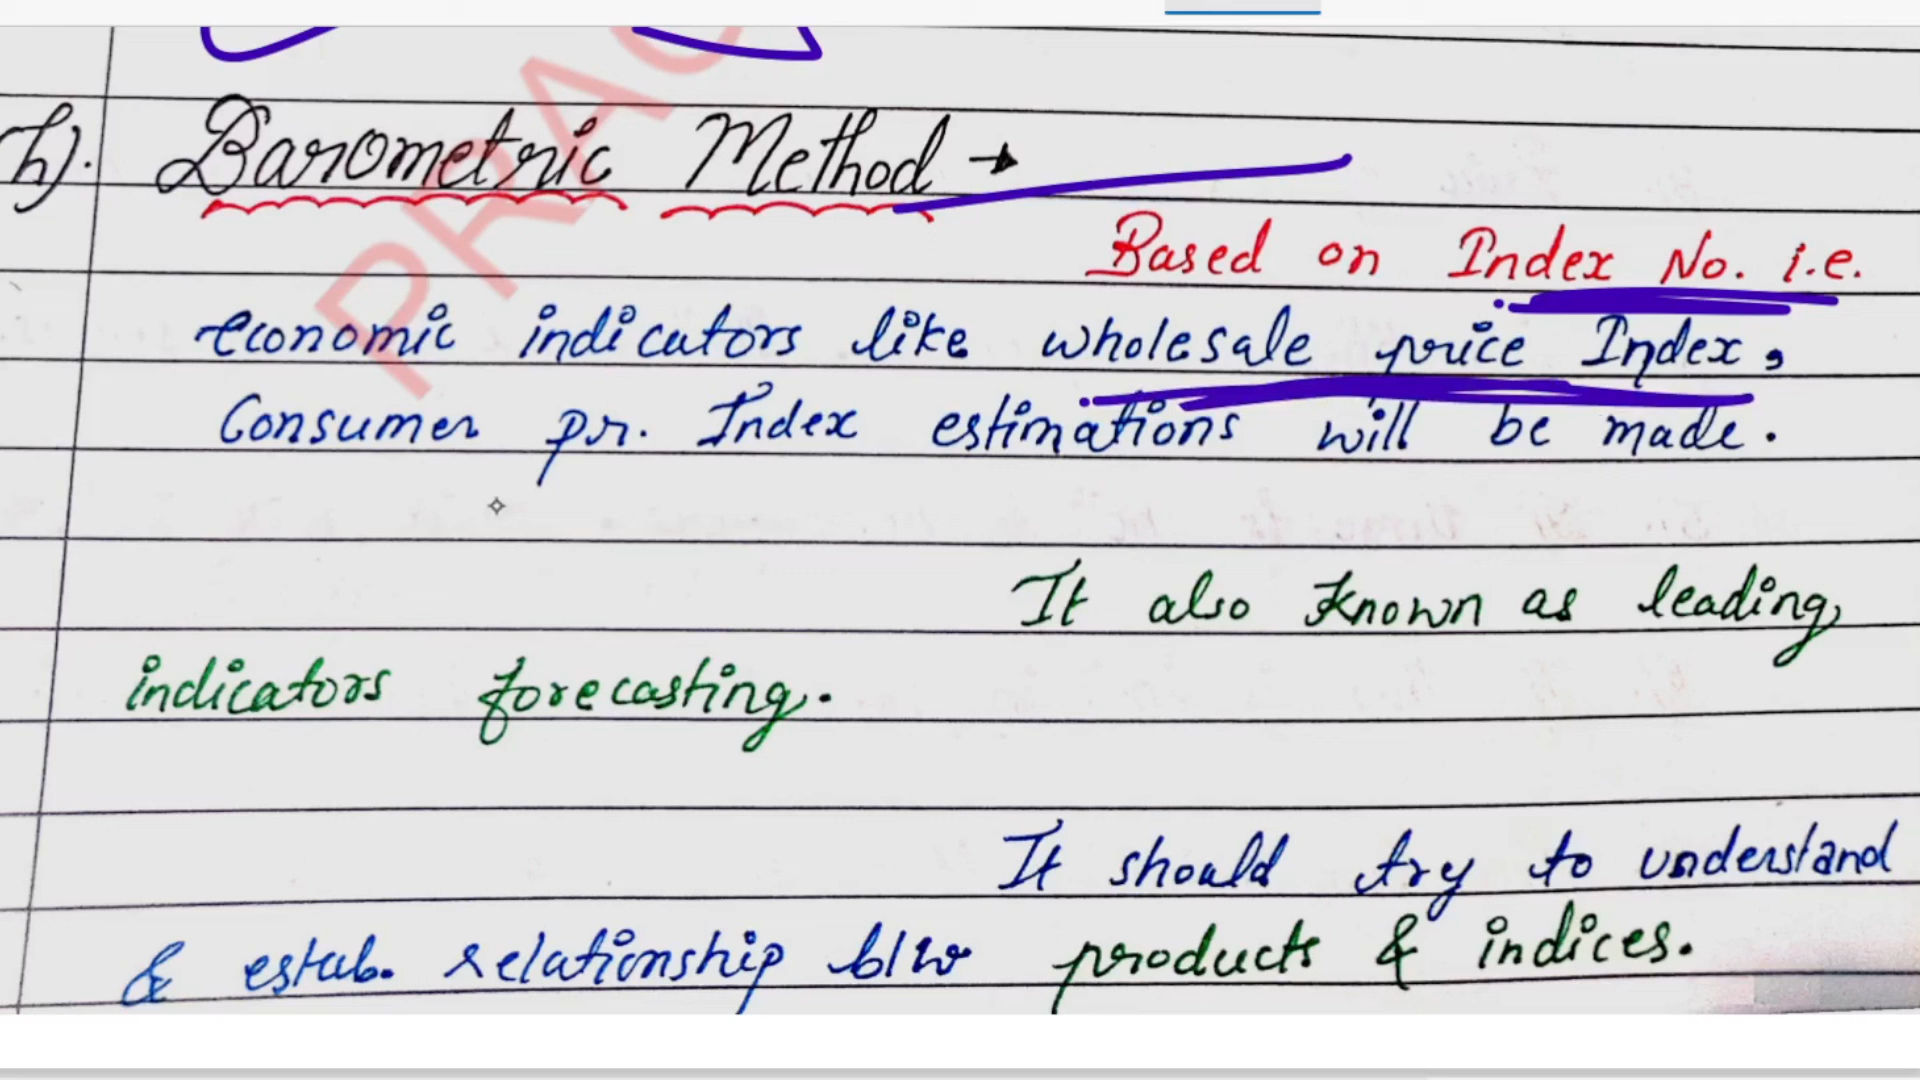 h). Barometric Method →
Based on Index No. i.e.
economic indicators like wholesale price Index,
Consumer pr. Index estimations will be made.
It also known as leading
indicators forecasting.
It should try to understand
& estab. relationship b/w products & indices.
PRAC